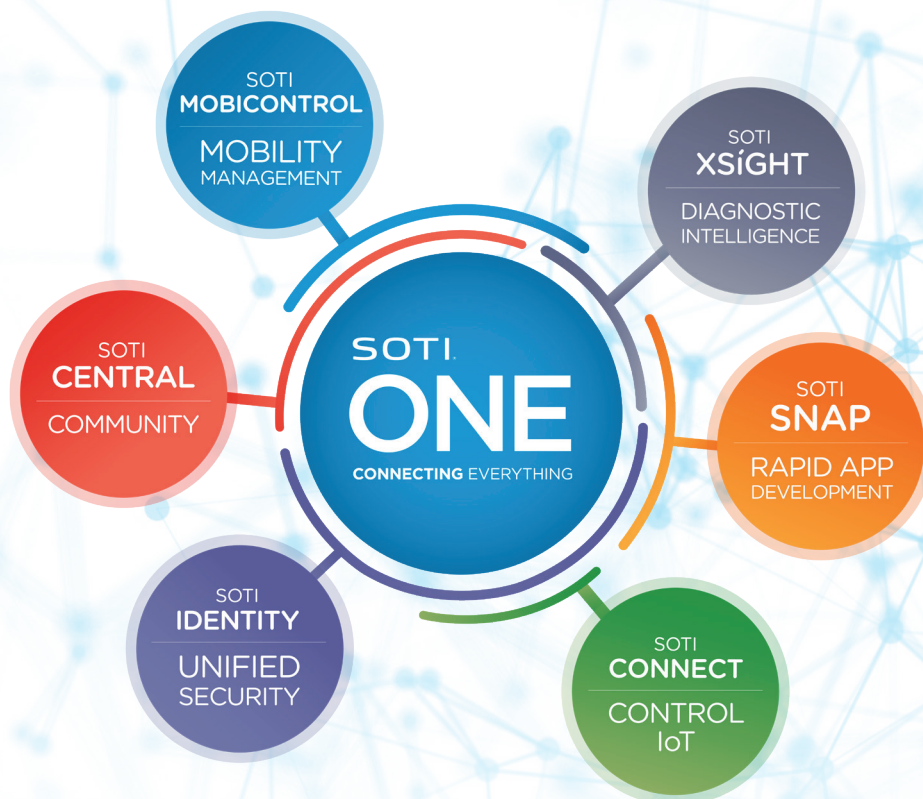 SOTI
MOBICONTROL
MOBILITY
MANAGEMENT
SOTI
XSíGHT
DIAGNOSTIC
INTELLIGENCE
SOTI
CENTRAL
COMMUNITY
SOTI.
ONE
CONNECTING EVERYTHING
SOTI
SNAP
RAPID APP
DEVELOPMENT
SOTI
IDENTITY
UNIFIED
SECURITY
SOTI
CONNECT
CONTROL
IoT